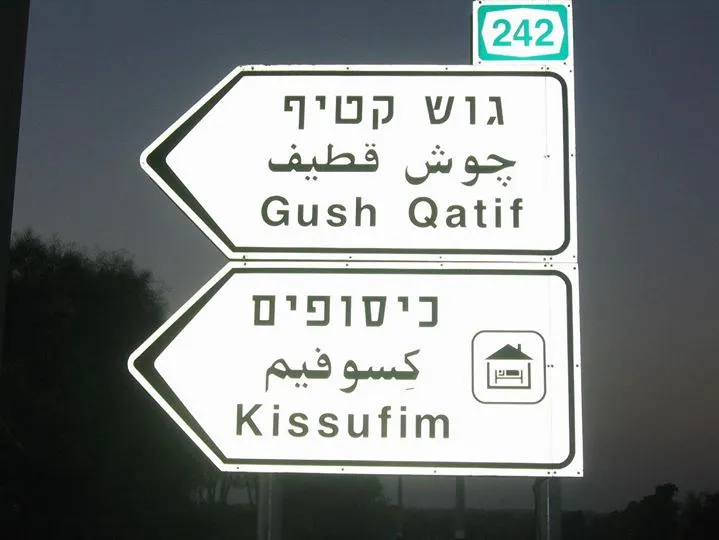 242
גוש קטיף
چوش قطيف
Gush Qatif
כיסופים
كِسوفيم
Kissufim